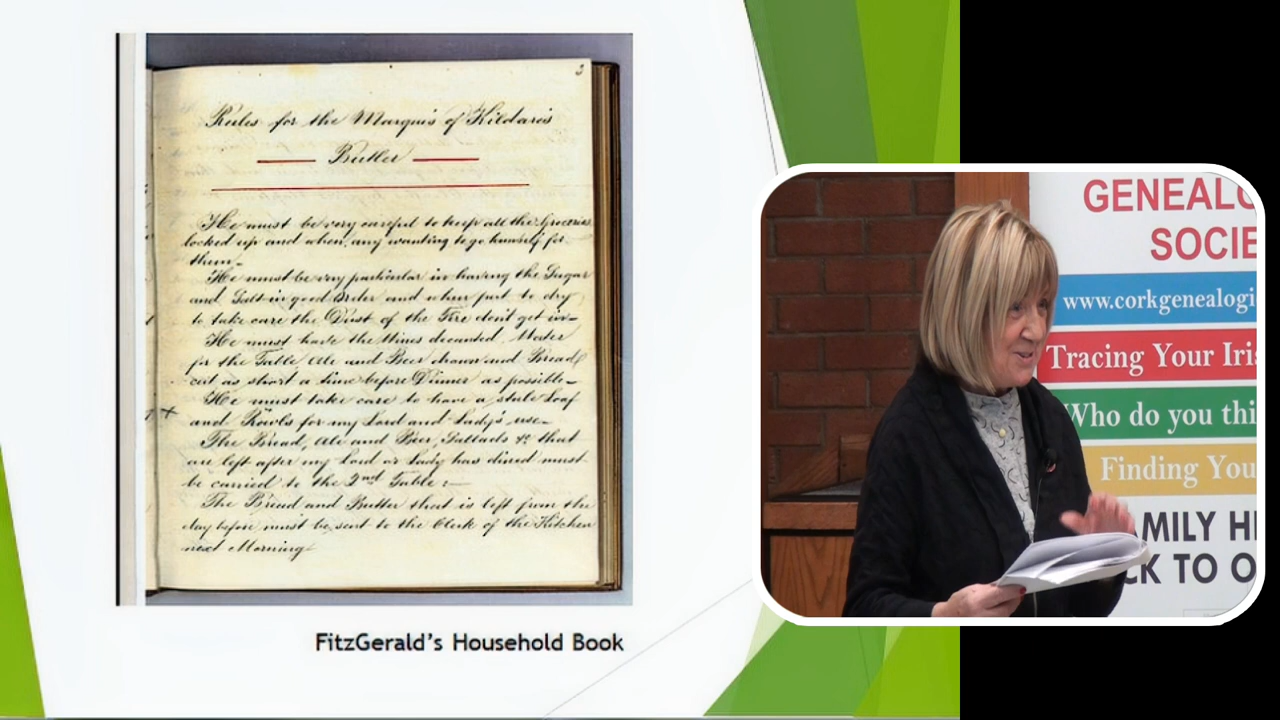 3
Rules for the Marquis of Kildare's
Butler
He must be very careful to keep all the Groceries
locked up and when any wanting to go himself for
them
He must be very particular in having the Sugar
and Salt in good Order and when put to dry
to take care the Dust of the Fire don't get in
He must have the Wines decanted. Water
for the Table Ale and Beer drawn and Bread
cut as short a time before Dinner as possible
He must take care to have a stale Loaf
and Rowls for my Lord and Lady's use
The Bread, Ale and Beer, Sallads &c that
are left after my Lord or Lady has dined must
be carried to the 2nd Table
The Bread and Butter that is left from the
day before must be sent to the Clerk of the Kitchen
next Morning
FitzGerald's Household Book
GENEALO
SOCIE
www.corkgenealogi
Tracing Your Iris
Who do you thi
Finding You
AMILY HI
CK TO O